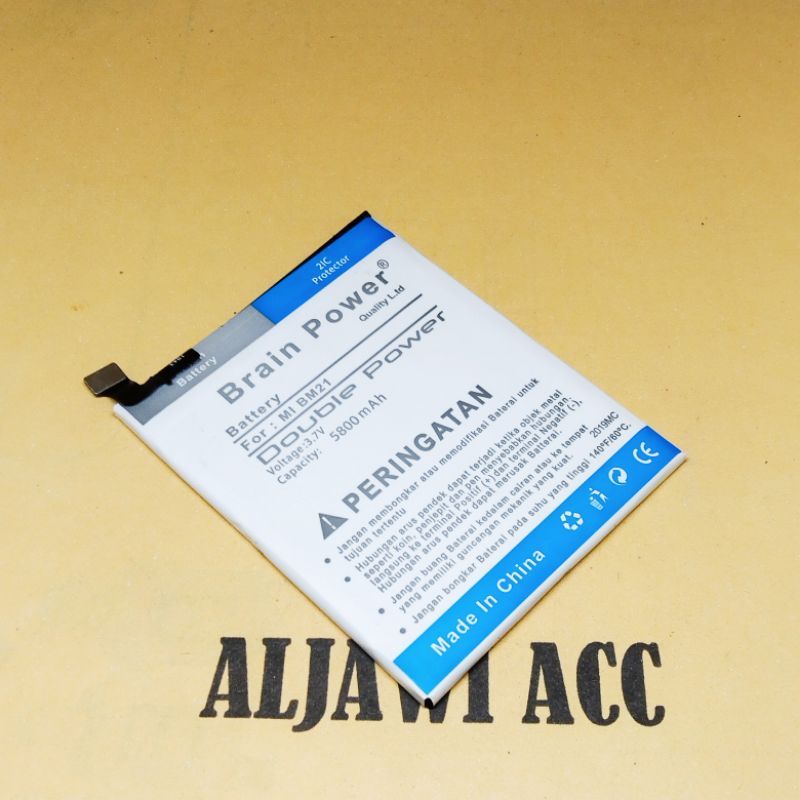 2IC
Protector
Battery
Brain Power®
Quality L.td
Battery
For : MI BM21
Double Power
Voltage:3.7V
Capacity: 5800 mAh
PERINGATAN
Jangan membongkar atau memodifikasi Baterai untuk
tujuan tertentu
Hubungan arus pendek dapat terjadi ketika objek metal
seperti koin, penjepit dan pen menyebabkan hubungan
langsung ke terminal Positif (+) dan terminal Negatif (-).
Hubungan arus pendek dapat merusak Baterai.
Jangan buang Baterai kedalam cairan atau ke tempat
yang memiliki guncangan mekanik yang kuat.
Jangan bongkar Baterai pada suhu yang tinggi 140°F/60°C.
2019MC
Made In China
CE
ALJAWI ACC